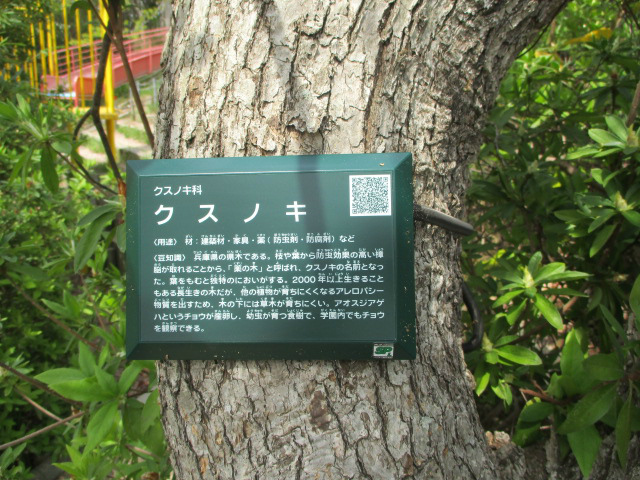 クスノキ科
クスノキ
〈用途〉 材：建築材・家具・薬（防虫剤・防腐剤）など
〈豆知識〉 兵庫県の県木である。枝や葉から防虫効果の高い樟
脳が取れることから、「薬の木」と呼ばれ、クスノキの名前となっ
た。葉をもむと独特のにおいがする。2000年以上生きること
もある長生きの木だが、他の植物が育ちにくくなるアレロパシー
物質を出すため、木の下には草木が育ちにくい。アオスジアゲ
ハというチョウが産卵し、幼虫が育つ食樹で、学園内でもチョウ
を観察できる。